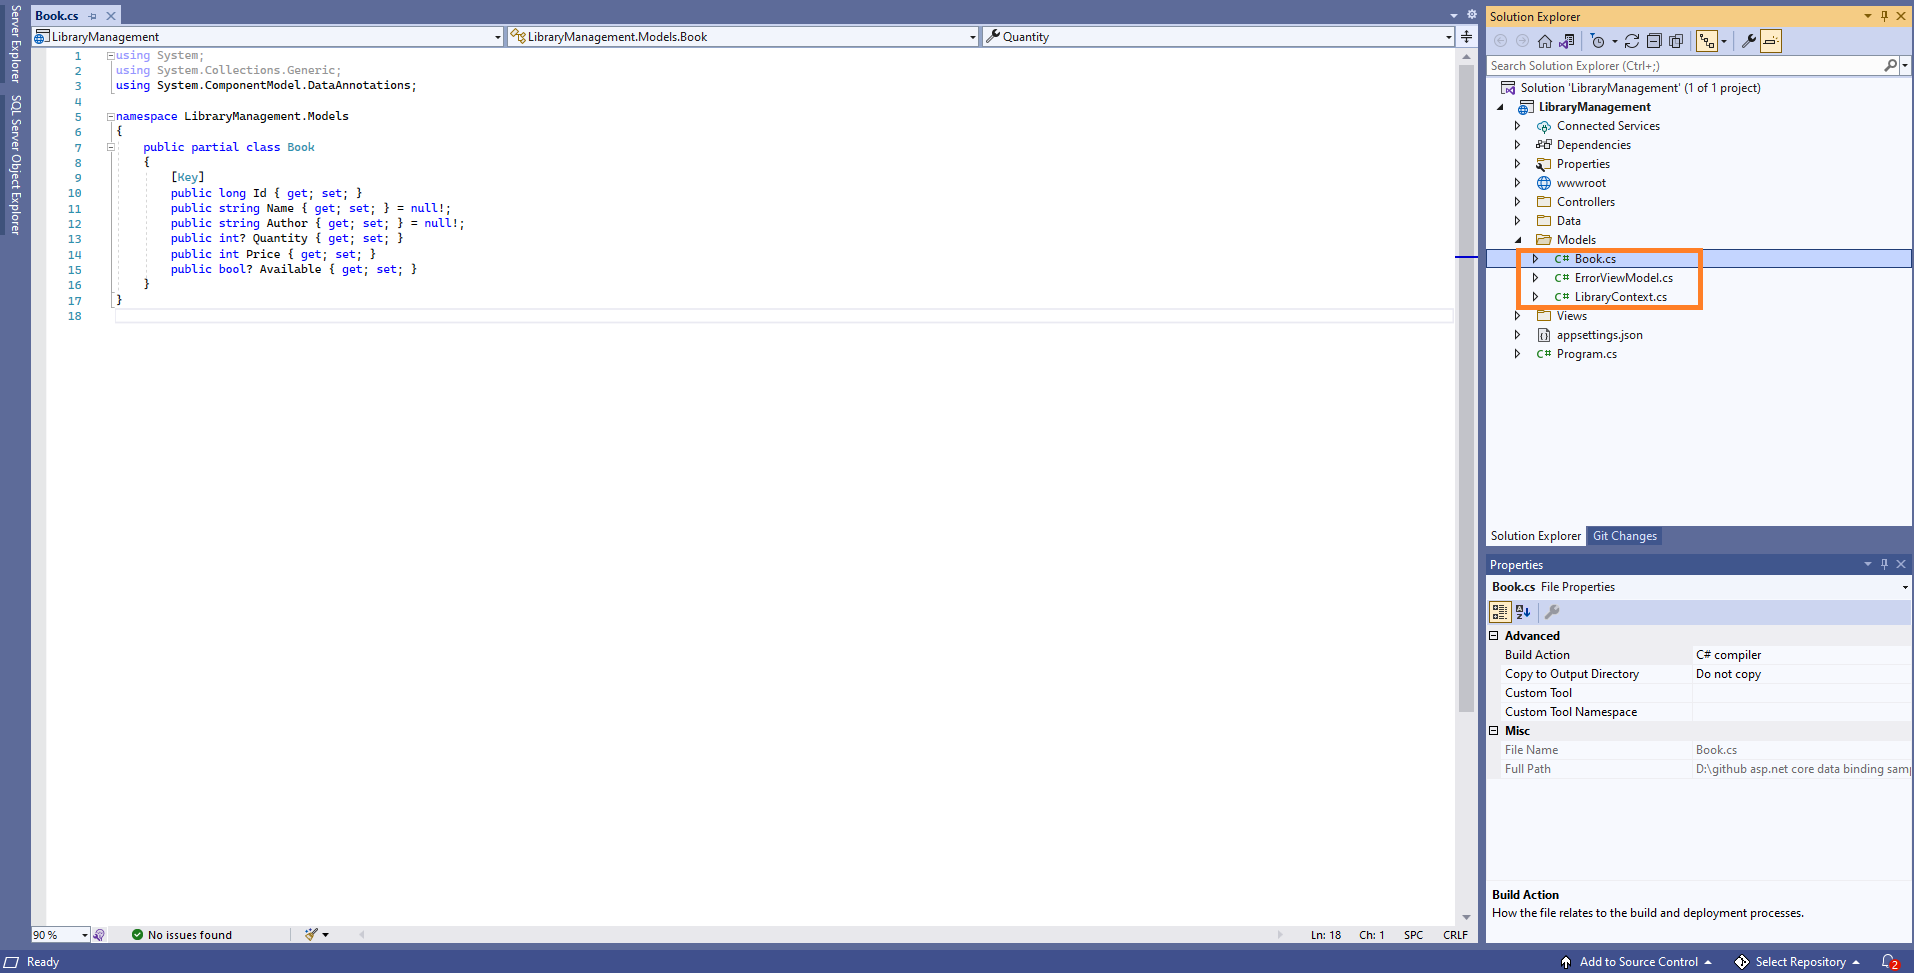 Server Explorer
SQL Server Object Explorer
Book.cs
LibraryManagement
LibraryManagement.Models.Book
Quantity
1 using System;
2 using System.Collections.Generic;
3 using System.ComponentModel.DataAnnotations;
4
5 namespace LibraryManagement.Models
6 {
7 public partial class Book
8 {
9 [Key]
10 public long Id { get; set; }
11 public string Name { get; set; } = null!;
12 public string Author { get; set; } = null!;
13 public int? Quantity { get; set; }
14 public int Price { get; set; }
15 public bool? Available { get; set; }
16 }
17 }
18
90 %
No issues found
Ln: 18 Ch: 1 SPC CRLF
Solution Explorer
Search Solution Explorer (Ctrl+;)
Solution 'LibraryManagement' (1 of 1 project)
LibraryManagement
Connected Services
Dependencies
Properties
wwwroot
Controllers
Data
Models
C# Book.cs
C# ErrorViewModel.cs
C# LibraryContext.cs
Views
appsettings.json
C# Program.cs
Solution Explorer Git Changes
Properties
Book.cs File Properties
Advanced
Build Action C# compiler
Copy to Output Directory Do not copy
Custom Tool
Custom Tool Namespace
Misc
File Name Book.cs
Full Path D:\github asp.net core data binding sam
Build Action
How the file relates to the build and deployment processes.
Ready
Add to Source Control
Select Repository
2